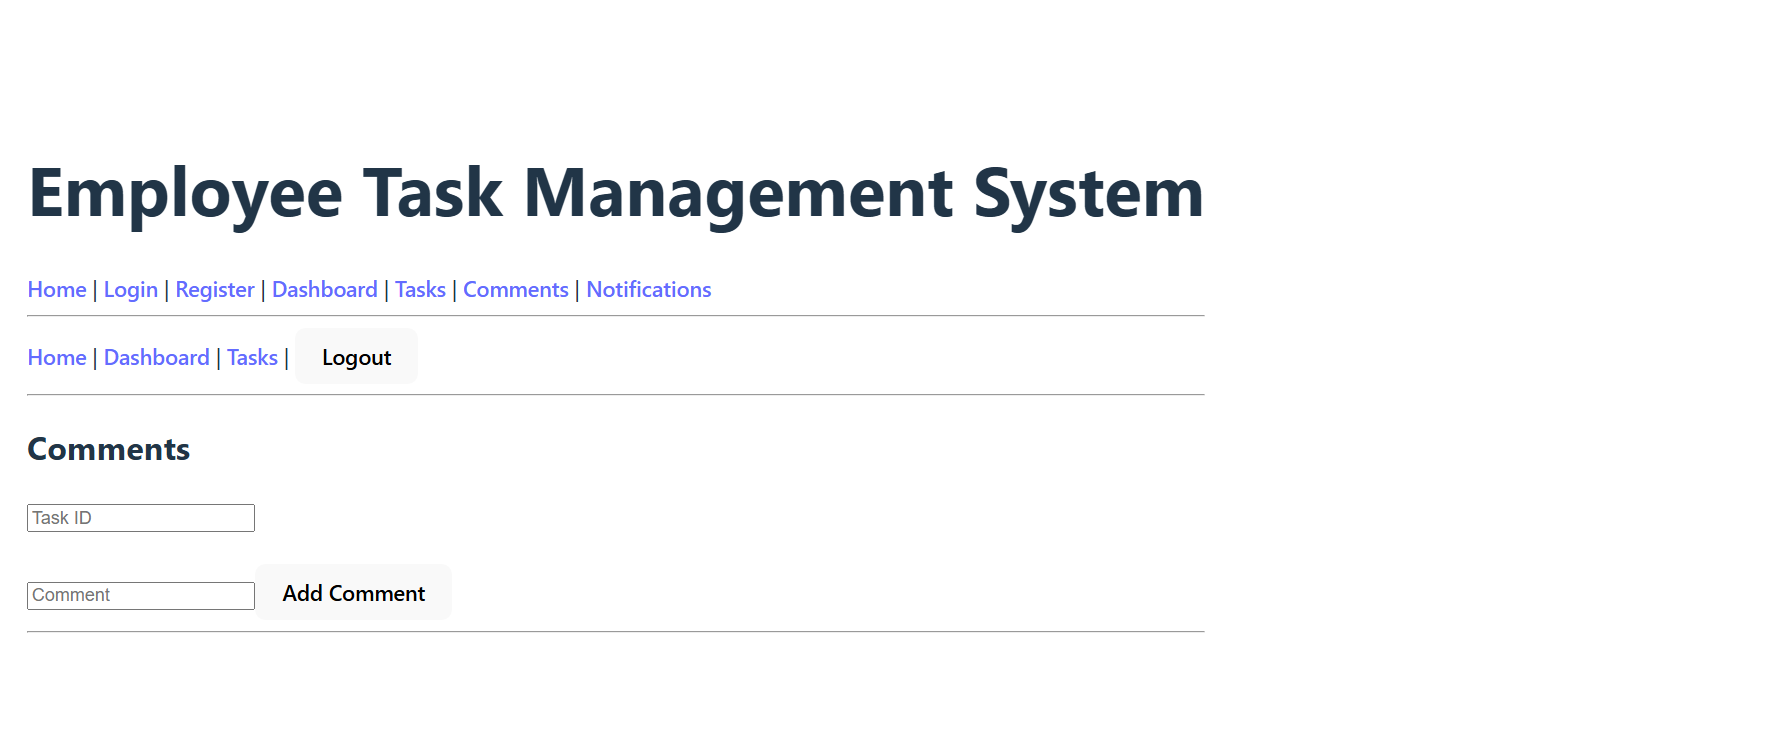 Employee Task Management System
Home | Login | Register | Dashboard | Tasks | Comments | Notifications
Home | Dashboard | Tasks | Logout
Comments
Task ID
Comment Add Comment